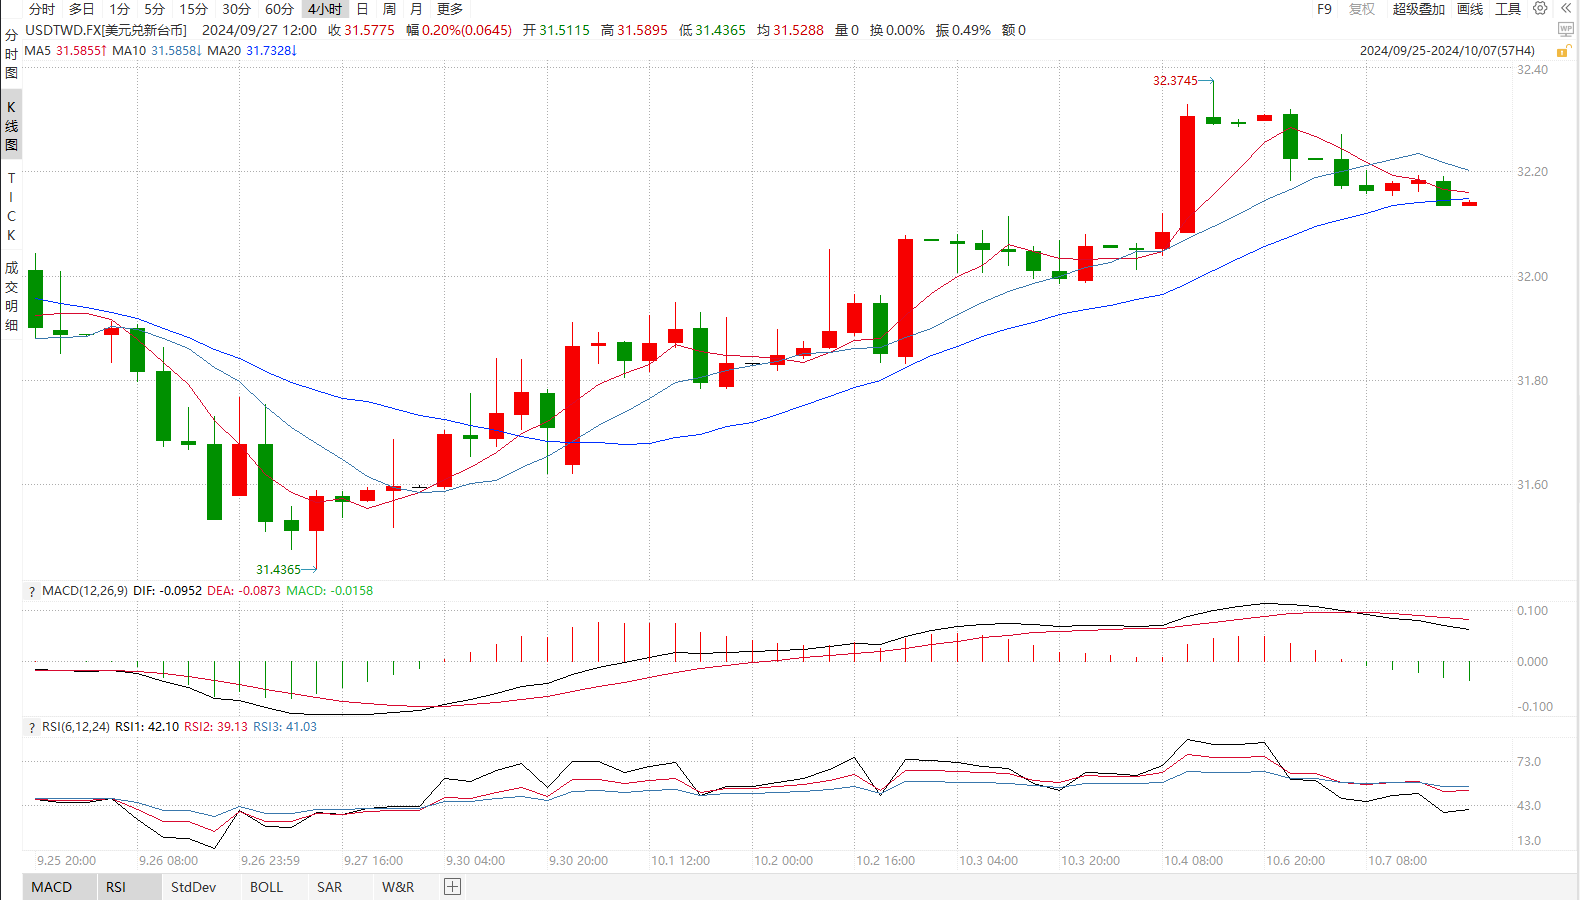 分时 多日 1分 5分 15分 30分 60分 4小时 日 周 月 更多 F9 复权 超级叠加 画线 工具
USDTWD.FX[美元兑新台币] 2024/09/27 12:00 收 31.5775 幅 0.20%(0.0645) 开 31.5115 高 31.5895 低 31.4365 均 31.5288 量 0 换 0.00% 振 0.49% 额 0
MA5 31.5855↑ MA10 31.5858↓ MA20 31.7328↓ 2024/09/25-2024/10/07(57H4)
WP
分时图
K线图
TICK
成交明细
32.40
32.3745
32.20
32.00
31.80
31.60
31.4365
? MACD(12,26,9) DIF: -0.0952 DEA: -0.0873 MACD: -0.0158
0.100
0.000
-0.100
? RSI(6,12,24) RSI1: 42.10 RSI2: 39.13 RSI3: 41.03
73.0
43.0
13.0
9.25 20:00 9.26 08:00 9.26 23:59 9.27 16:00 9.30 04:00 9.30 20:00 10.1 12:00 10.2 00:00 10.2 16:00 10.3 04:00 10.3 20:00 10.4 08:00 10.6 20:00 10.7 08:00
MACD RSI StdDev BOLL SAR W&R